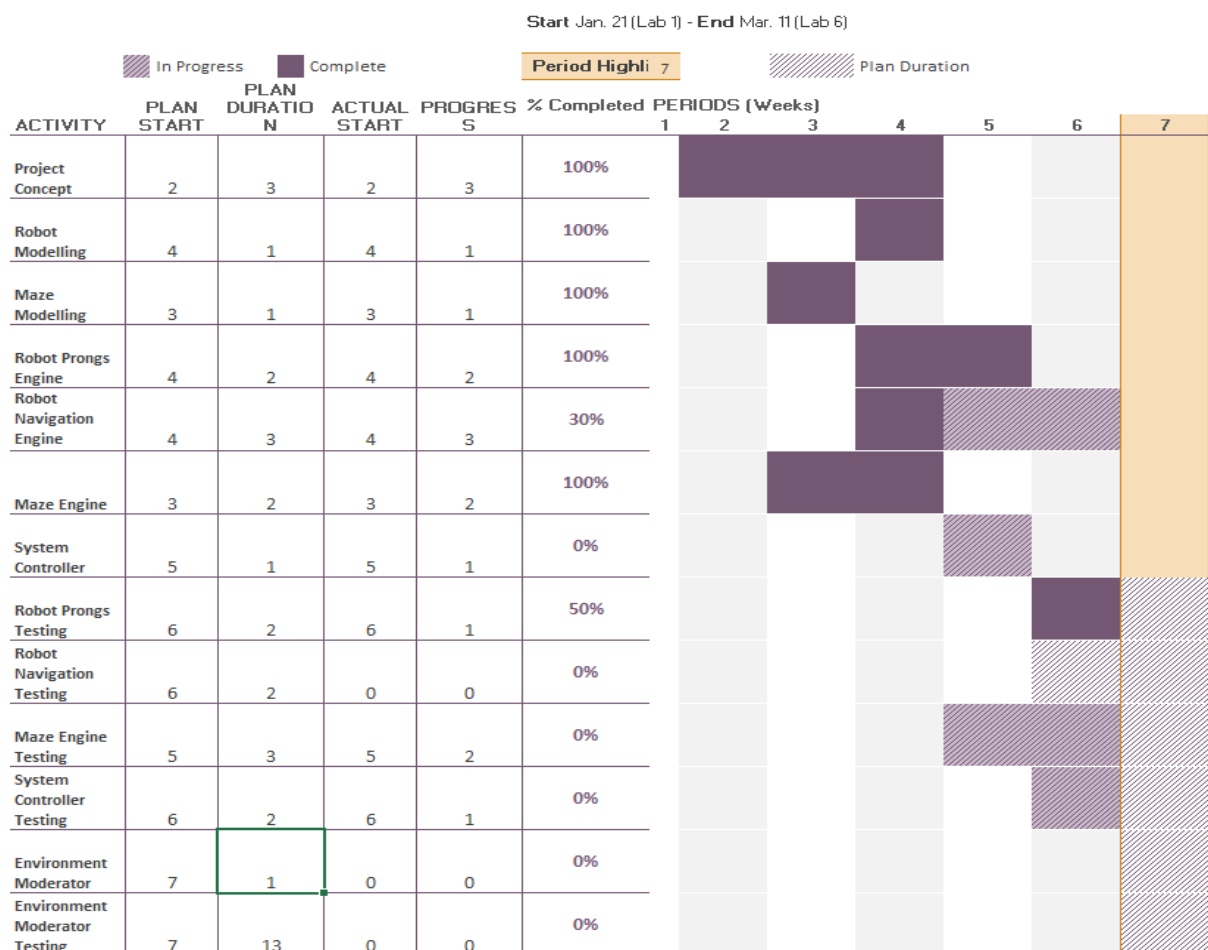 Start Jan. 21 (Lab 1) - End Mar. 11 (Lab 6)
In Progress Complete Period Highli 7 Plan Duration
ACTIVITY PLAN START PLAN DURATIO N ACTUAL START PROGRES S % Completed PERIODS (Weeks)
1 2 3 4 5 6 7
Project
Concept 2 3 2 3 100%
Robot
Modelling 4 1 4 1 100%
Maze
Modelling 3 1 3 1 100%
Robot Prongs
Engine 4 2 4 2 100%
Robot
Navigation
Engine 4 3 4 3 30%
Maze Engine 3 2 3 2 100%
System
Controller 5 1 5 1 0%
Robot Prongs
Testing 6 2 6 1 50%
Robot
Navigation
Testing 6 2 0 0 0%
Maze Engine
Testing 5 3 5 2 0%
System
Controller
Testing 6 2 6 1 0%
Environment
Moderator 7 1 0 0 0%
Environment
Moderator
Testing 7 13 0 0 0%